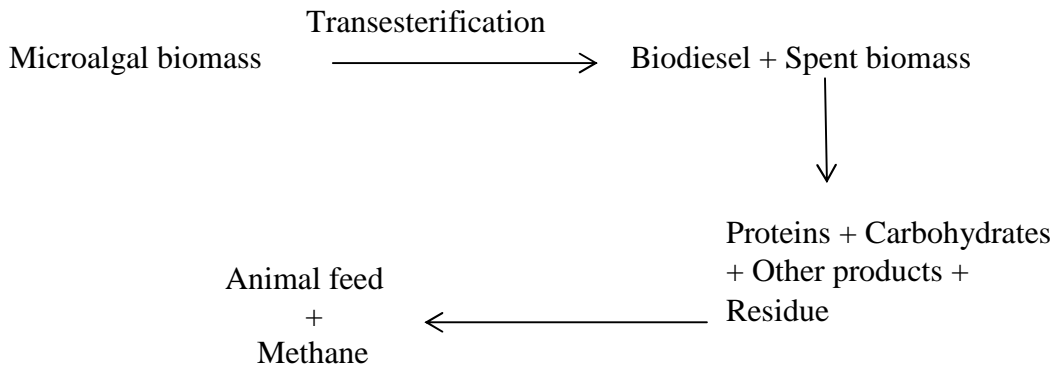 Transesterification
Microalgal biomass
Biodiesel + Spent biomass
Proteins + Carbohydrates
+ Other products +
Residue
Animal feed
+
Methane